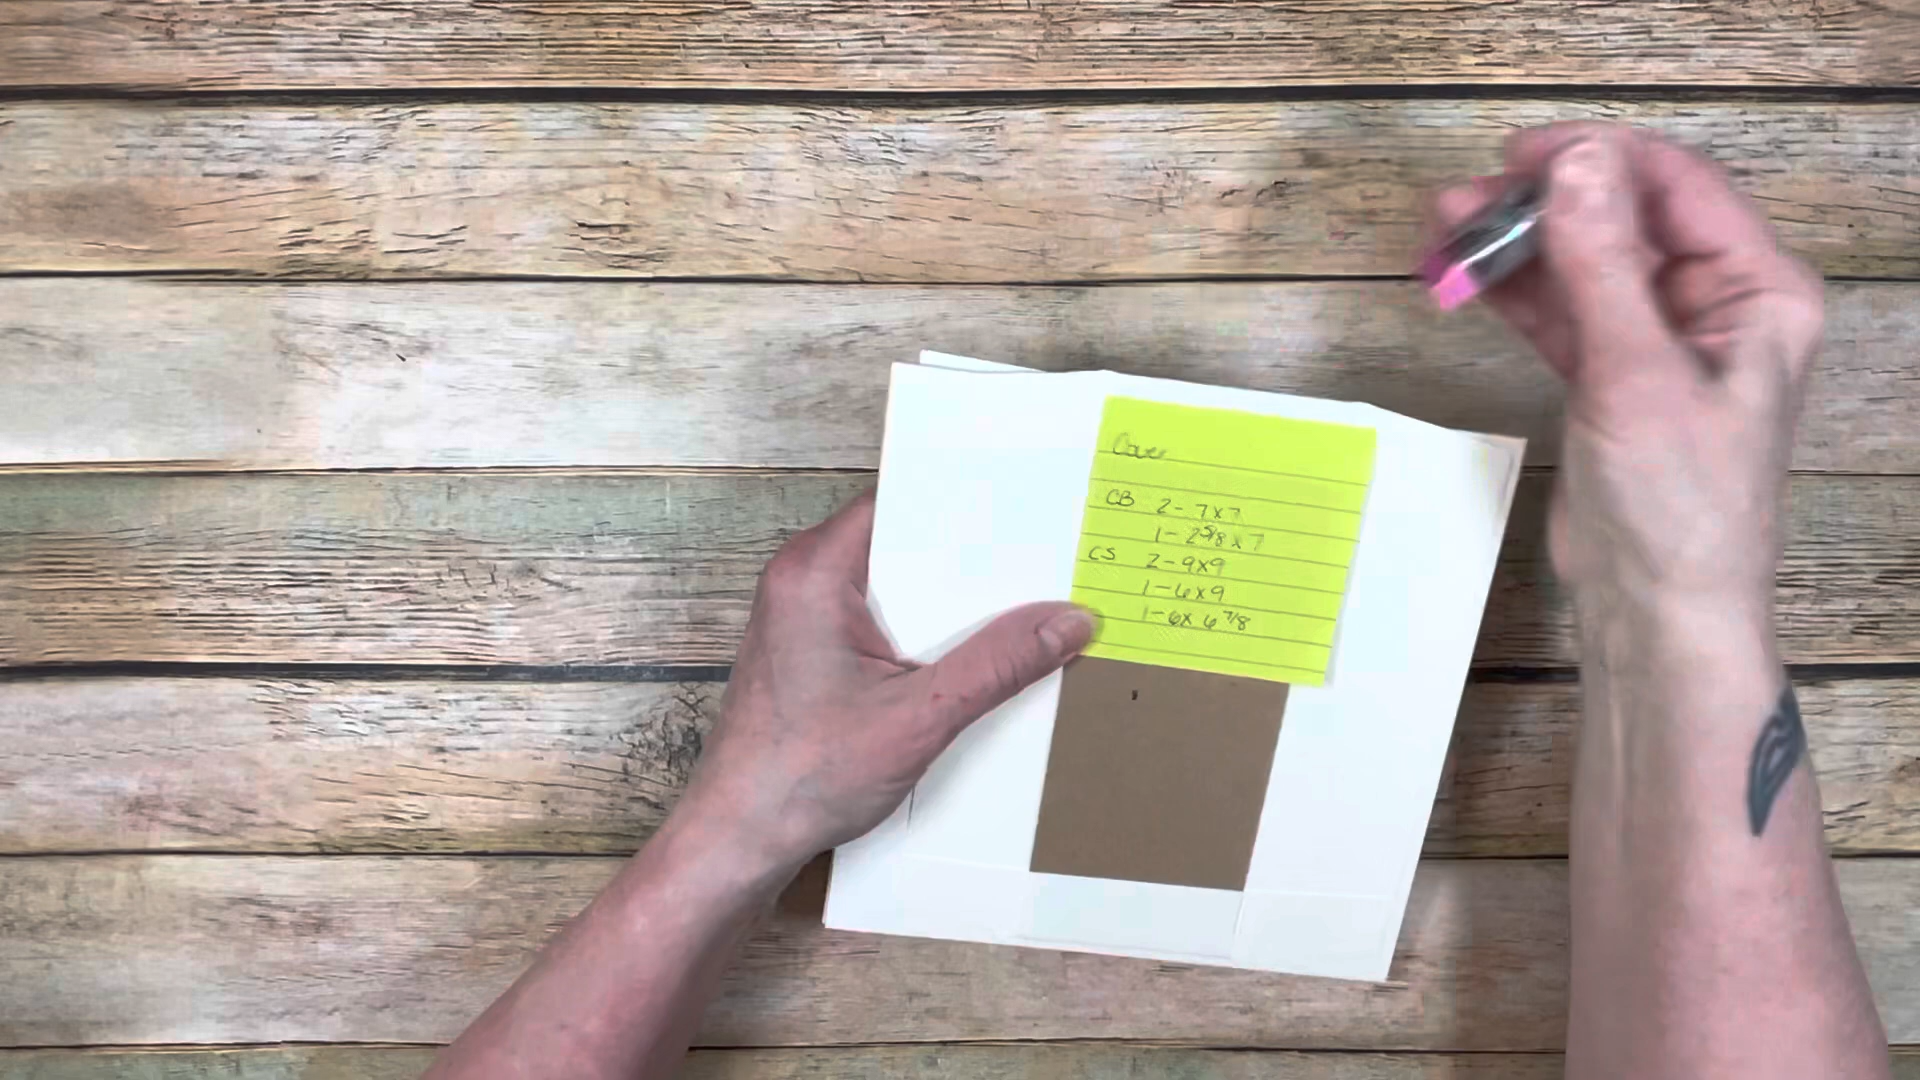 Cover
CB 2 - 7x7
1 - 2 5/8 x 7
CS 2 - 9x9
1 - 6x9
1 - 6x 6 7/8